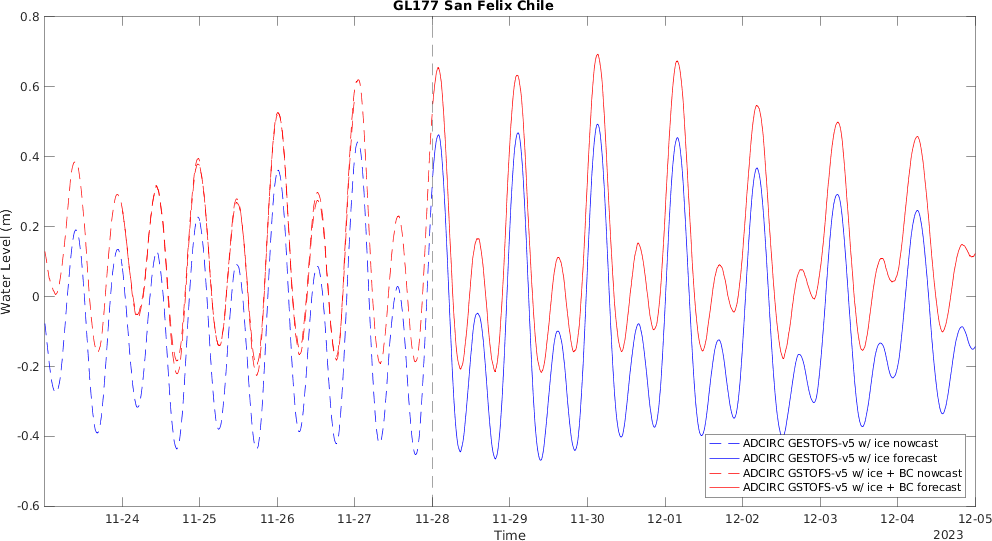 GL177 San Felix Chile
0.8
0.6
0.4
0.2
0
-0.2
-0.4
-0.6
Water Level (m)
ADCIRC GESTOFS-v5 w/ ice nowcast
ADCIRC GESTOFS-v5 w/ ice forecast
ADCIRC GSTOFS-v5 w/ ice + BC nowcast
ADCIRC GSTOFS-v5 w/ ice + BC forecast
11-24 11-25 11-26 11-27 11-28 11-29 11-30 12-01 12-02 12-03 12-04 12-05
Time
2023